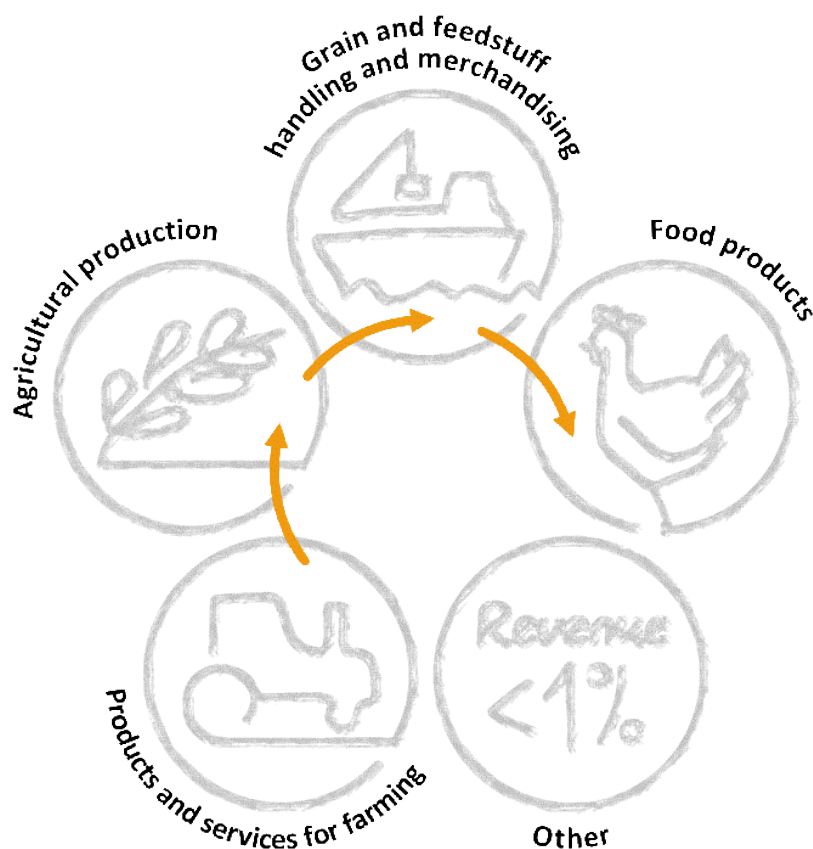 Grain and feedstuff
handling and merchandising
Agricultural production
Food products
Products and services for farming
Revenue
<1%
Other